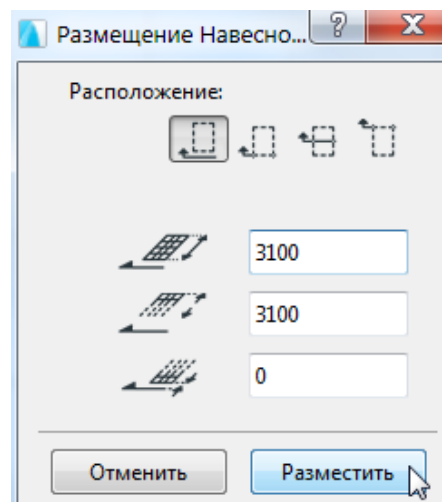 Размещение Навесно...
Расположение:
3100
3100
0
Отменить
Разместить